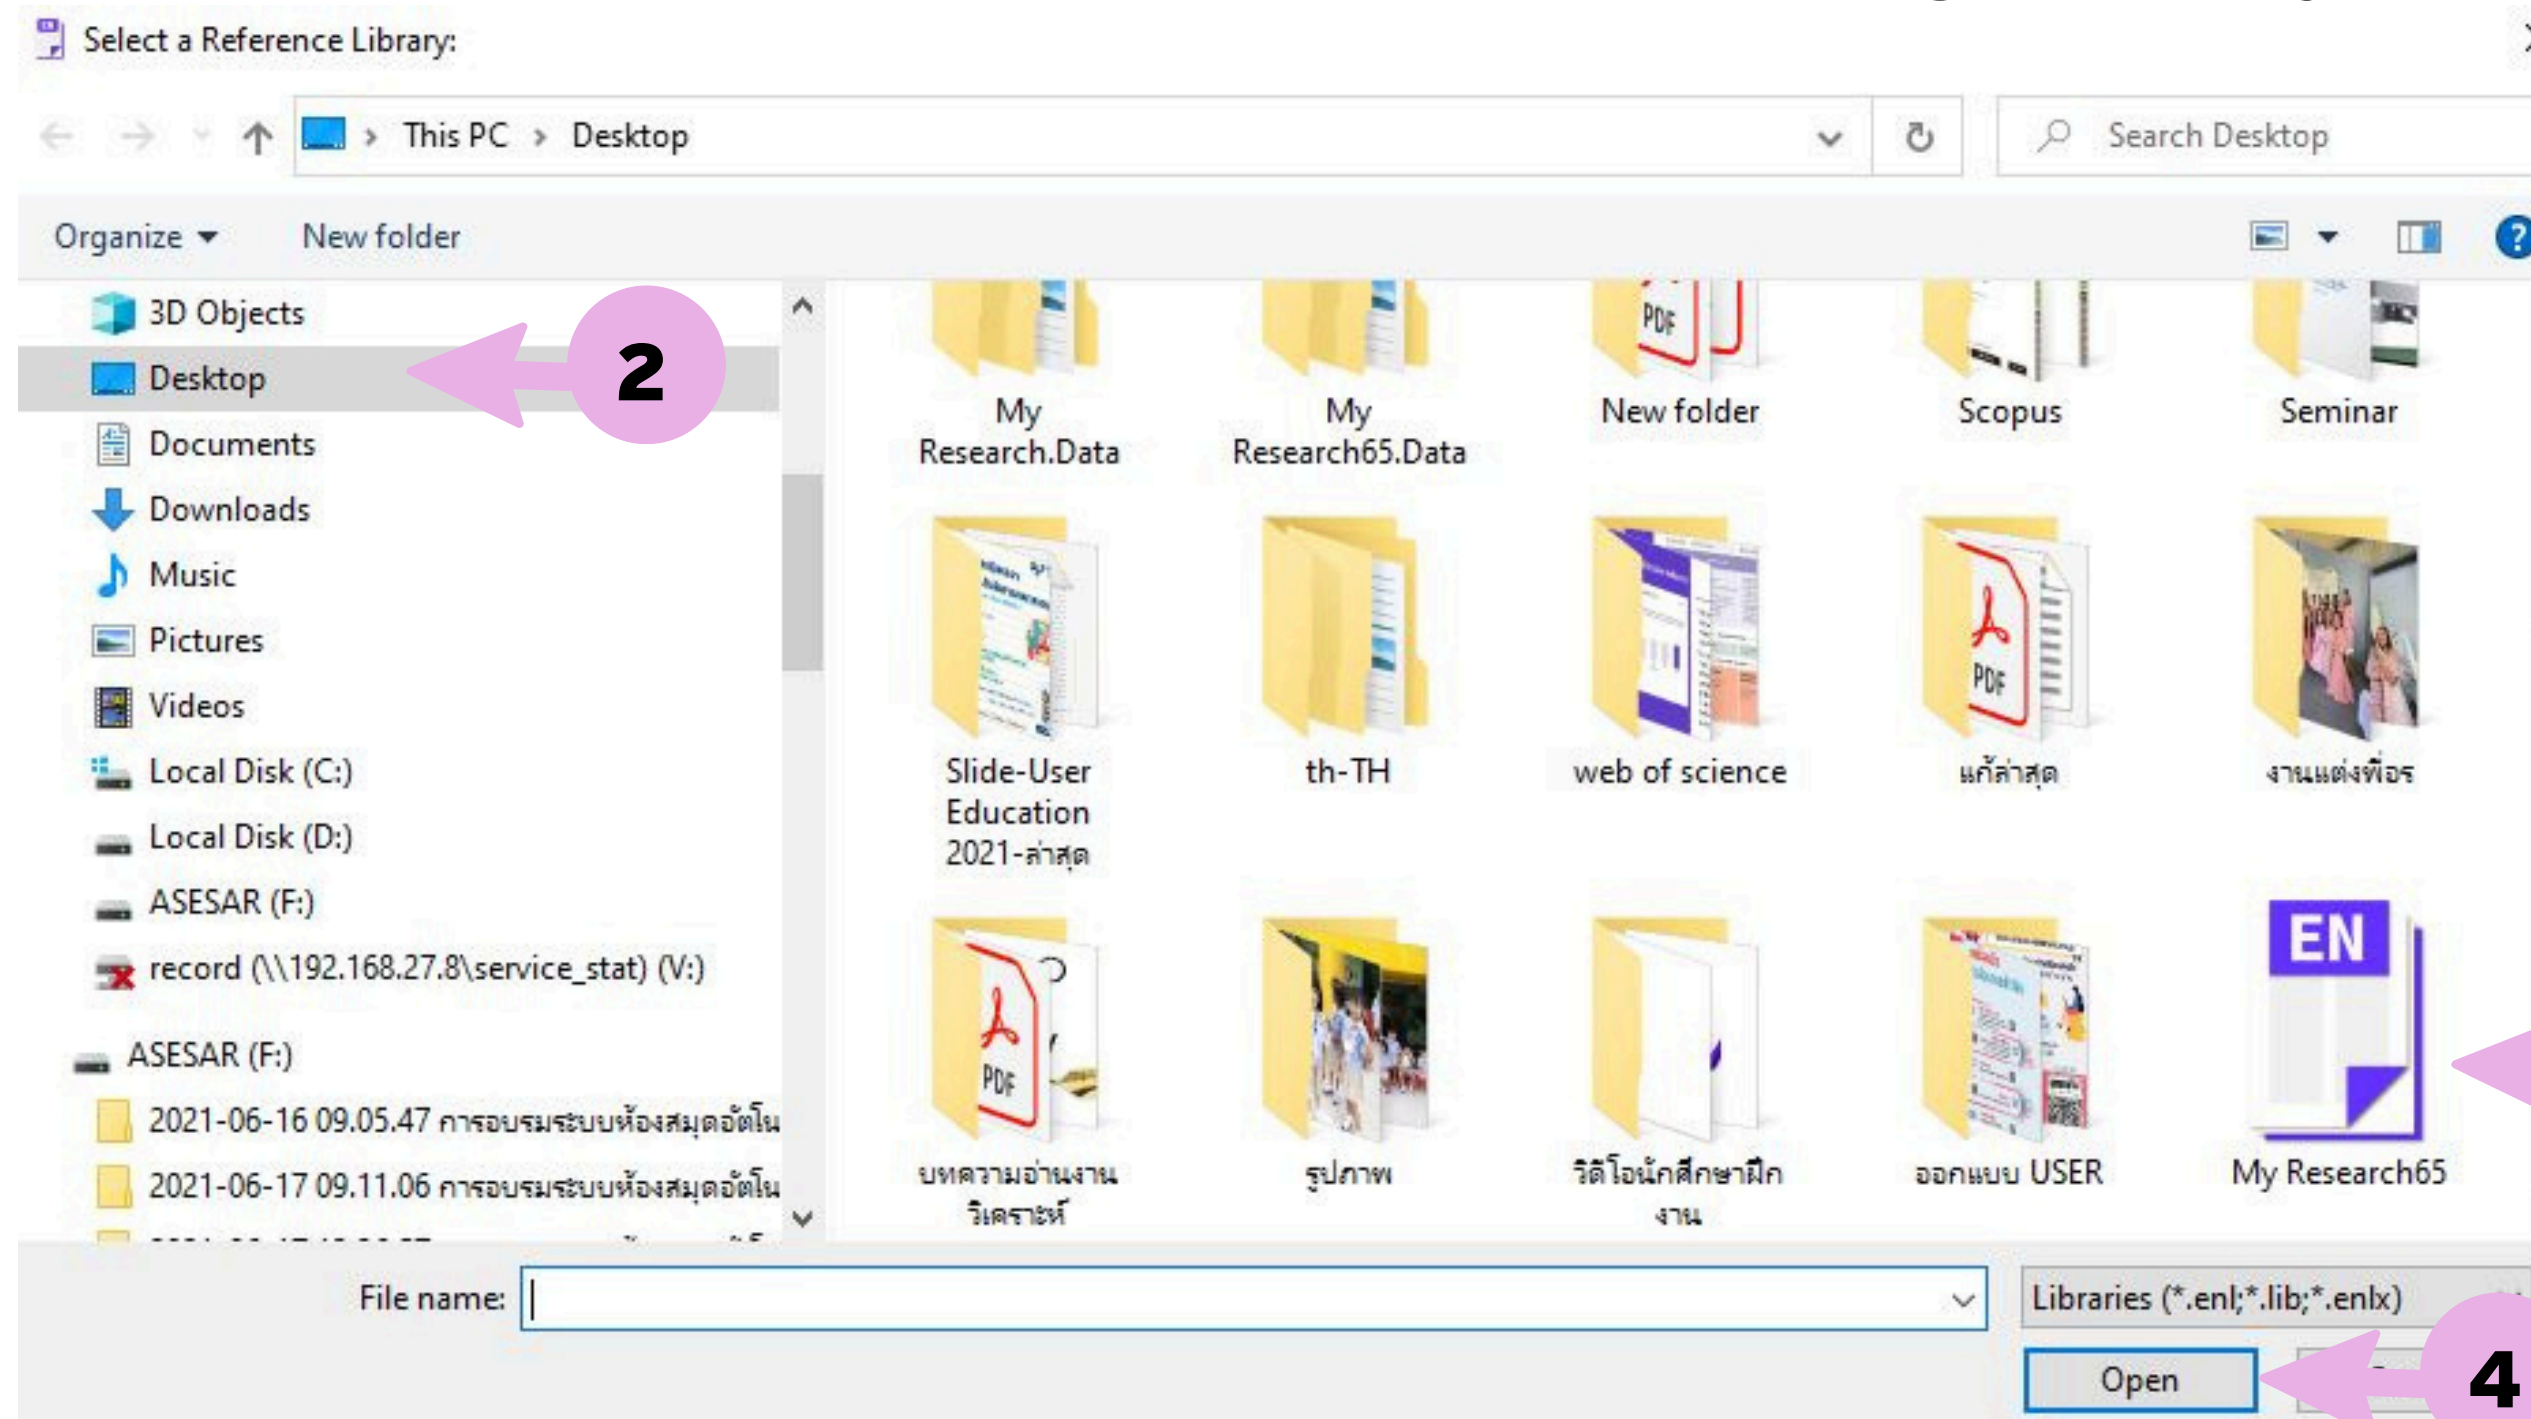 Select a Reference Library:
This PC > Desktop
Search Desktop
Organize
New folder
?
3D Objects
Desktop
2
Documents
Downloads
Music
Pictures
Videos
Local Disk (C:)
Local Disk (D:)
ASESAR (F:)
record (\\192.168.27.8\service_stat) (V:)
ASESAR (F:)
2021-06-16 09.05.47 การอบรมระบบห้องสมุดอัตโน
2021-06-17 09.11.06 การอบรมระบบห้องสมุดอัตโน
My
Research.Data
My
Research65.Data
PDF
New folder
Scopus
Seminar
Slide-User
Education
2021-ล่าสุด
th-TH
web of science
PDF
แก้ล่าสุด
งานแต่งพี่อร
PDF
บทความอ่านงาน
วิเคราะห์
รูปภาพ
วิดิโอนักศึกษาฝึก
งาน
ออกแบบ USER
EN
My Research65
File name:
Libraries (*.enl;*.lib;*.enlx)
Open
4